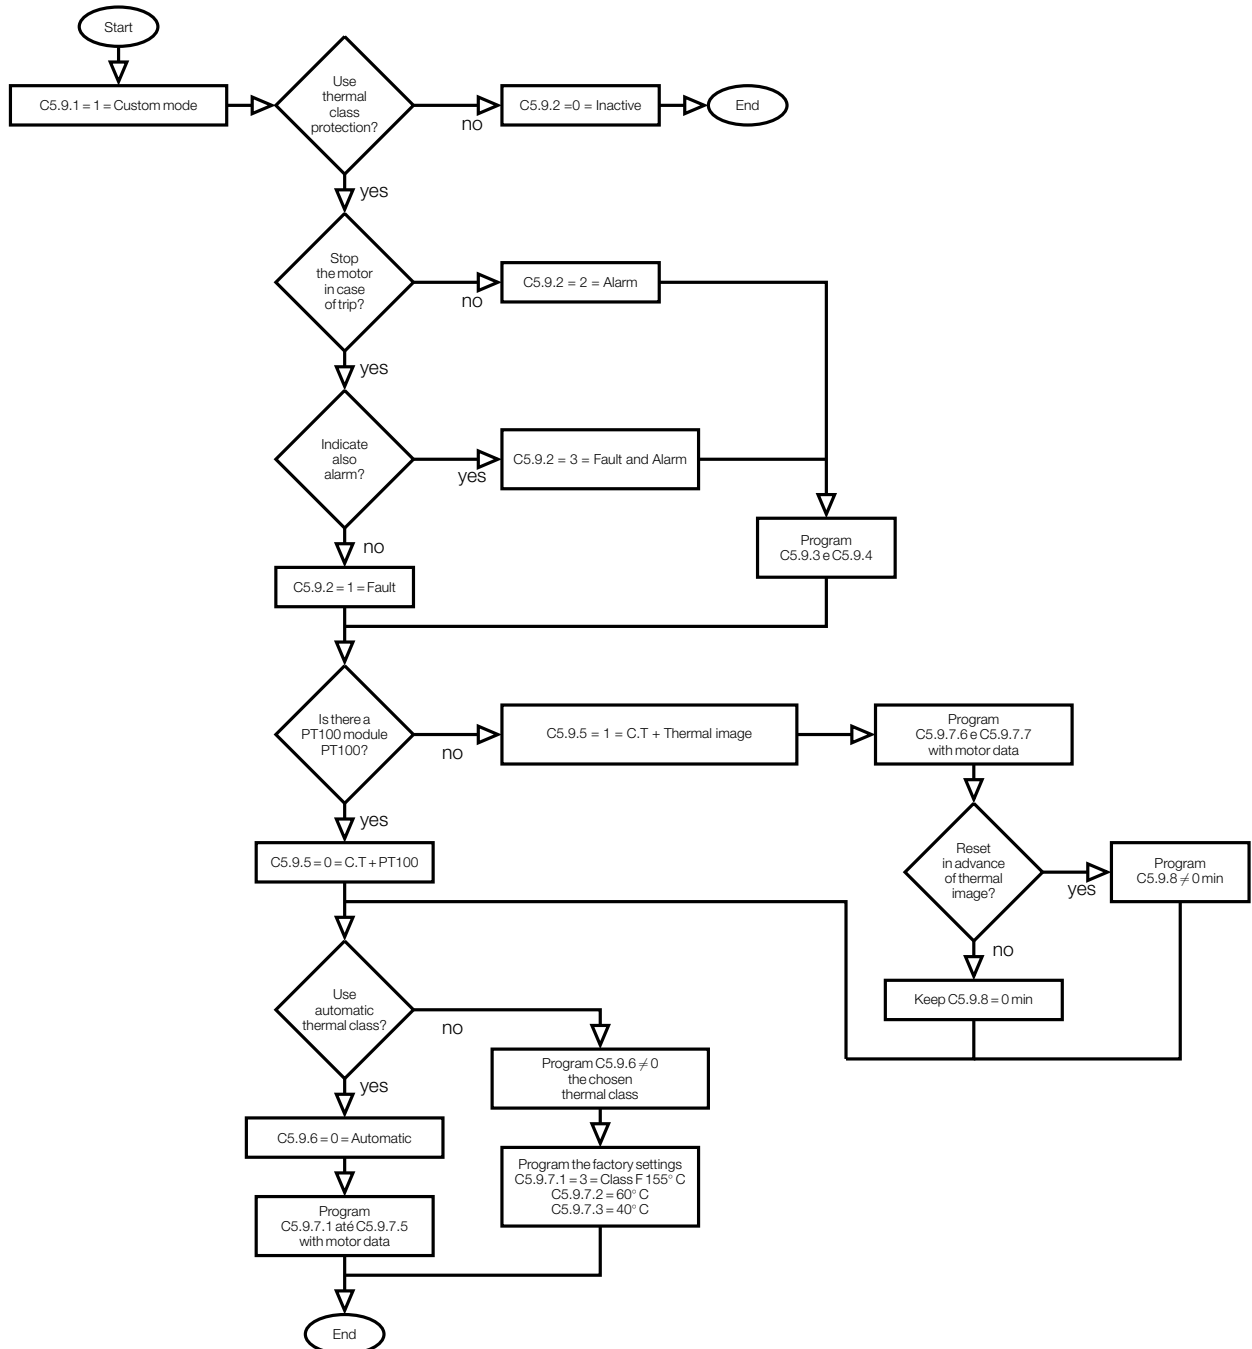 Start
C5.9.1 = 1 = Custom mode
Use
thermal
class
protection?
no
C5.9.2 =0 = Inactive
End
yes
Stop
the motor
in case
of trip?
no
C5.9.2 = 2 = Alarm
yes
Indicate
also
alarm?
yes
C5.9.2 = 3 = Fault and Alarm
no
Program
C5.9.3 e C5.9.4
C5.9.2 = 1 = Fault
Is there a
PT100 module
PT100?
no
C5.9.5 = 1 = C.T + Thermal image
Program
C5.9.7.6 e C5.9.7.7
with motor data
yes
C5.9.5 = 0 = C.T + PT100
Reset
in advance
of thermal
image?
yes
Program
C5.9.8 ≠ 0 min
no
Keep C5.9.8 = 0 min
Use
automatic
thermal class?
no
Program C5.9.6 ≠ 0
the chosen
thermal class
yes
C5.9.6 = 0 = Automatic
Program the factory settings
C5.9.7.1 = 3 = Class F 155° C
C5.9.7.2 = 60° C
C5.9.7.3 = 40° C
Program
C5.9.7.1 até C5.9.7.5
with motor data
End